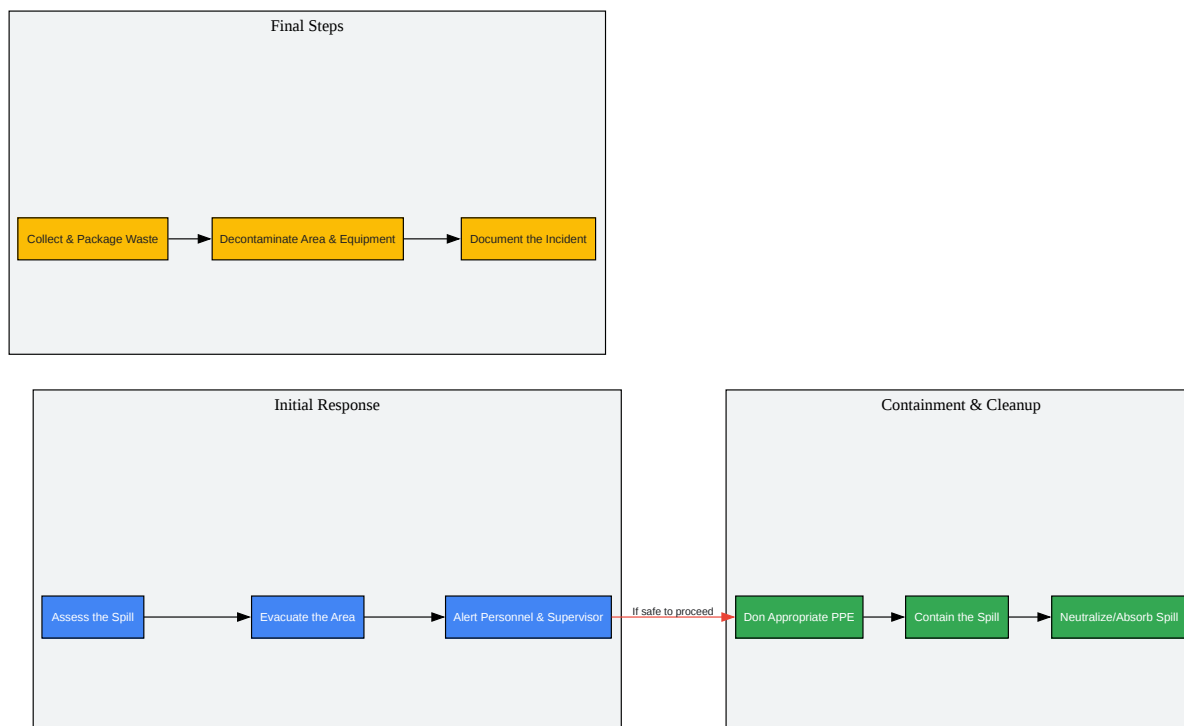 Final Steps
Collect & Package Waste
Decontaminate Area & Equipment
Document the Incident
Initial Response
Assess the Spill
Evacuate the Area
Alert Personnel & Supervisor
If safe to proceed
Containment & Cleanup
Don Appropriate PPE
Contain the Spill
Neutralize/Absorb Spill